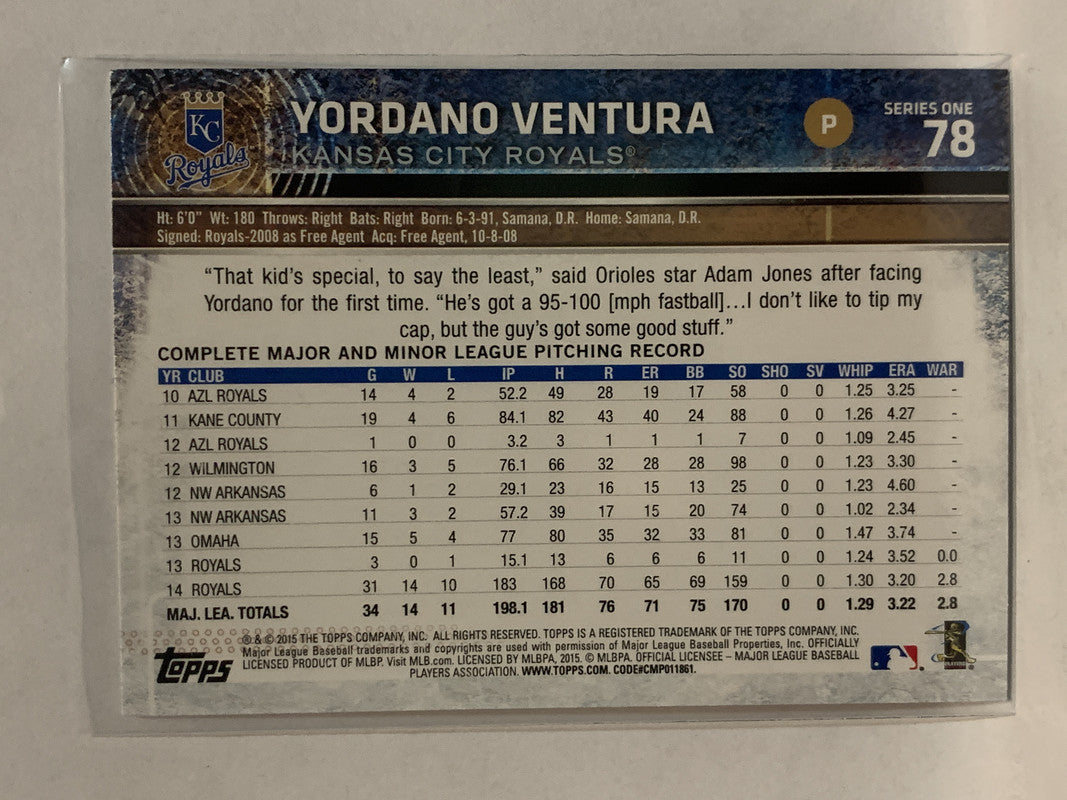 KC
Royals
YORDANO VENTURA
KANSAS CITY ROYALS®
P
SERIES ONE
78
Ht: 6'0" Wt: 180 Throws: Right Bats: Right Born: 6-3-91, Samana, D.R. Home: Samana, D.R.
Signed: Royals-2008 as Free Agent Acq: Free Agent, 10-8-08
“That kid’s special, to say the least,” said Orioles star Adam Jones after facing
Yordano for the first time. “He’s got a 95-100 [mph fastball]...I don’t like to tip my
cap, but the guy’s got some good stuff.”
COMPLETE MAJOR AND MINOR LEAGUE PITCHING RECORD
YR CLUB G W L IP H R ER BB SO SHO SV WHIP ERA WAR
10 AZL ROYALS 14 4 2 52.2 49 28 19 17 58 0 0 1.25 3.25 -
11 KANE COUNTY 19 4 6 84.1 82 43 40 24 88 0 0 1.26 4.27 -
12 AZL ROYALS 1 0 0 3.2 3 1 1 1 7 0 0 1.09 2.45 -
12 WILMINGTON 16 3 5 76.1 66 32 28 28 98 0 0 1.23 3.30 -
12 NW ARKANSAS 6 1 2 29.1 23 16 15 13 25 0 0 1.23 4.60 -
13 NW ARKANSAS 11 3 2 57.2 39 17 15 20 74 0 0 1.02 2.34 -
13 OMAHA 15 5 4 77 80 35 32 33 81 0 0 1.47 3.74 -
13 ROYALS 3 0 1 15.1 13 6 6 6 11 0 0 1.24 3.52 0.0
14 ROYALS 31 14 10 183 168 70 65 69 159 0 0 1.30 3.20 2.8
MAJ. LEA. TOTALS 34 14 11 198.1 181 76 71 75 170 0 0 1.29 3.22 2.8
® & © 2015 THE TOPPS COMPANY, INC. ALL RIGHTS RESERVED. TOPPS IS A REGISTERED TRADEMARK OF THE TOPPS COMPANY, INC.
Major League Baseball trademarks and copyrights are used with permission of Major League Baseball Properties, Inc. OFFICIALLY
LICENSED PRODUCT OF MLBP. Visit MLB.com. LICENSED BY MLBPA, 2015. © MLBPA. OFFICIAL LICENSEE – MAJOR LEAGUE BASEBALL
PLAYERS ASSOCIATION. WWW.TOPPS.COM. CODE#CMP011861.
Topps